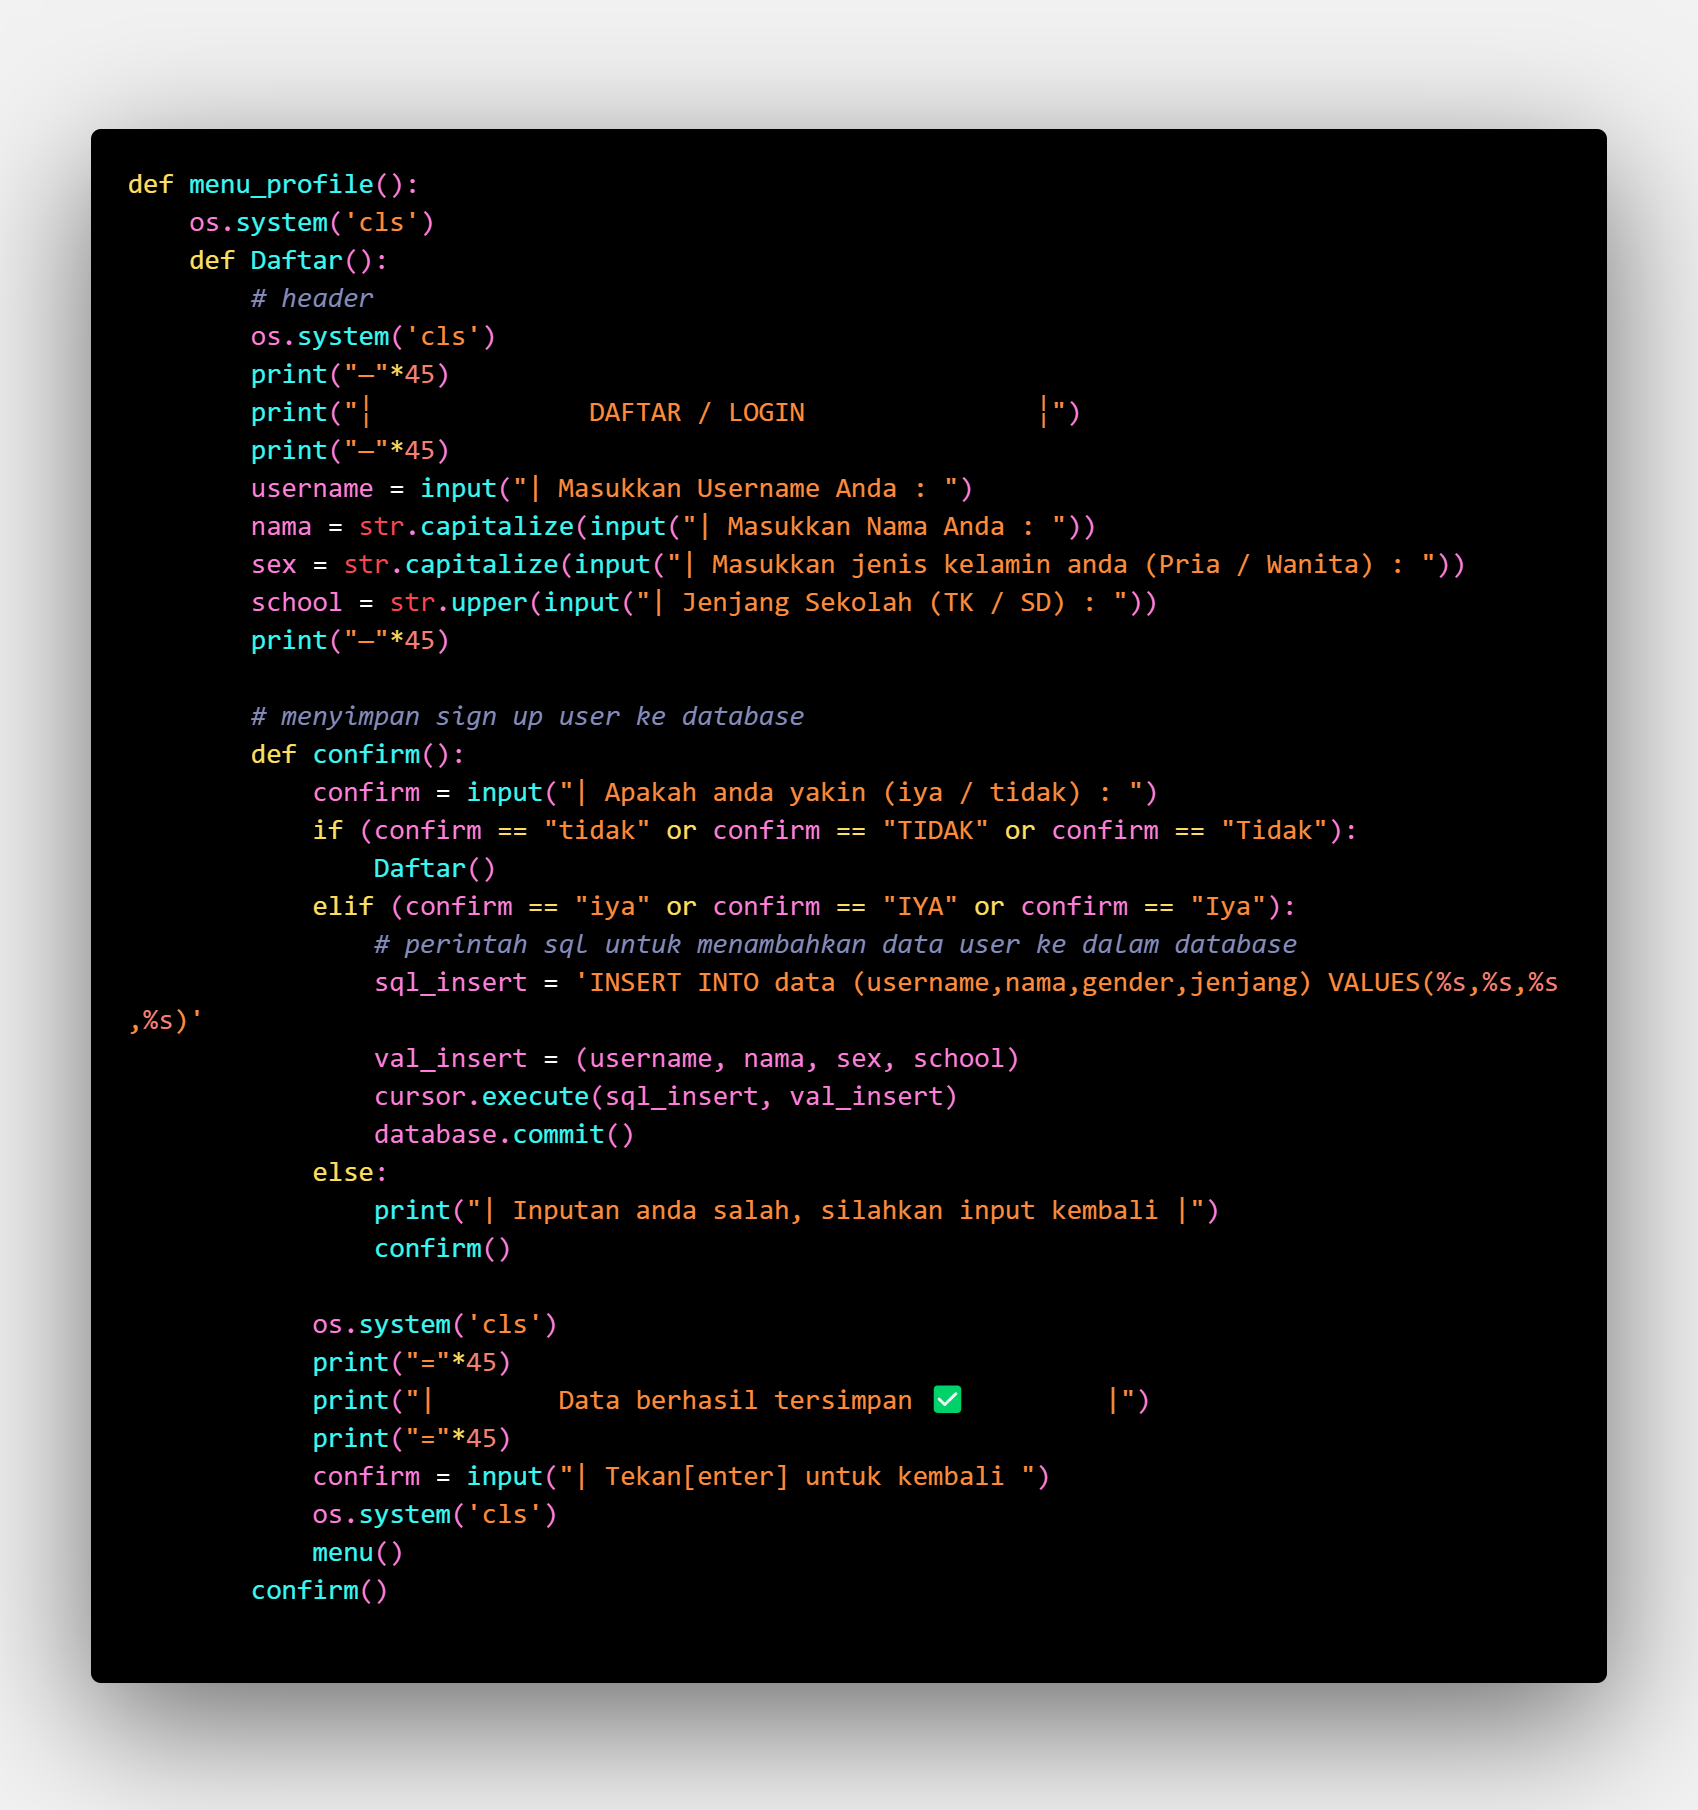 def menu_profile():
    os.system('cls')
    def Daftar():
        # header
        os.system('cls')
        print("—"*45)
        print("¦              DAFTAR / LOGIN               ¦")
        print("—"*45)
        username = input("| Masukkan Username Anda : ")
        nama = str.capitalize(input("| Masukkan Nama Anda : "))
        sex = str.capitalize(input("| Masukkan jenis kelamin anda (Pria / Wanita) : "))
        school = str.upper(input("| Jenjang Sekolah (TK / SD) : "))
        print("—"*45)

        # menyimpan sign up user ke database
        def confirm():
            confirm = input("| Apakah anda yakin (iya / tidak) : ")
            if (confirm == "tidak" or confirm == "TIDAK" or confirm == "Tidak"):
                Daftar()
            elif (confirm == "iya" or confirm == "IYA" or confirm == "Iya"):
                # perintah sql untuk menambahkan data user ke dalam database
                sql_insert = 'INSERT INTO data (username,nama,gender,jenjang) VALUES(%s,%s,%s
,%s)'
                val_insert = (username, nama, sex, school)
                cursor.execute(sql_insert, val_insert)
                database.commit()
            else:
                print("| Inputan anda salah, silahkan input kembali |")
                confirm()

            os.system('cls')
            print("="*45)
            print("|        Data berhasil tersimpan ✅         |")
            print("="*45)
            confirm = input("| Tekan[enter] untuk kembali ")
            os.system('cls')
            menu()
        confirm()